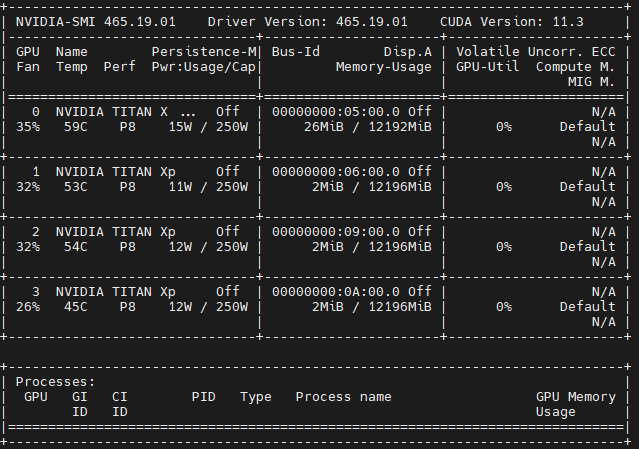 +-----------------------------------------------------------------------------+
| NVIDIA-SMI 465.19.01    Driver Version: 465.19.01    CUDA Version: 11.3     |
|-------------------------------+----------------------+----------------------+
| GPU  Name        Persistence-M| Bus-Id        Disp.A | Volatile Uncorr. ECC |
| Fan  Temp  Perf  Pwr:Usage/Cap|         Memory-Usage | GPU-Util  Compute M. |
|                               |                      |               MIG M. |
|===============================+======================+======================|
|   0  NVIDIA TITAN X ...  Off  | 00000000:05:00.0 Off |                  N/A |
| 35%   59C    P8    15W / 250W |     26MiB / 12192MiB |      0%      Default |
|                               |                      |                  N/A |
+-------------------------------+----------------------+----------------------+
|   1  NVIDIA TITAN Xp     Off  | 00000000:06:00.0 Off |                  N/A |
| 32%   53C    P8    11W / 250W |      2MiB / 12196MiB |      0%      Default |
|                               |                      |                  N/A |
+-------------------------------+----------------------+----------------------+
|   2  NVIDIA TITAN Xp     Off  | 00000000:09:00.0 Off |                  N/A |
| 32%   54C    P8    12W / 250W |      2MiB / 12196MiB |      0%      Default |
|                               |                      |                  N/A |
+-------------------------------+----------------------+----------------------+
|   3  NVIDIA TITAN Xp     Off  | 00000000:0A:00.0 Off |                  N/A |
| 26%   45C    P8    12W / 250W |      2MiB / 12196MiB |      0%      Default |
|                               |                      |                  N/A |
+-------------------------------+----------------------+----------------------+

+-----------------------------------------------------------------------------+
| Processes:                                                                  |
|  GPU   GI   CI        PID   Type   Process name                  GPU Memory |
|        ID   ID                                                   Usage      |
|=============================================================================|
+-----------------------------------------------------------------------------+